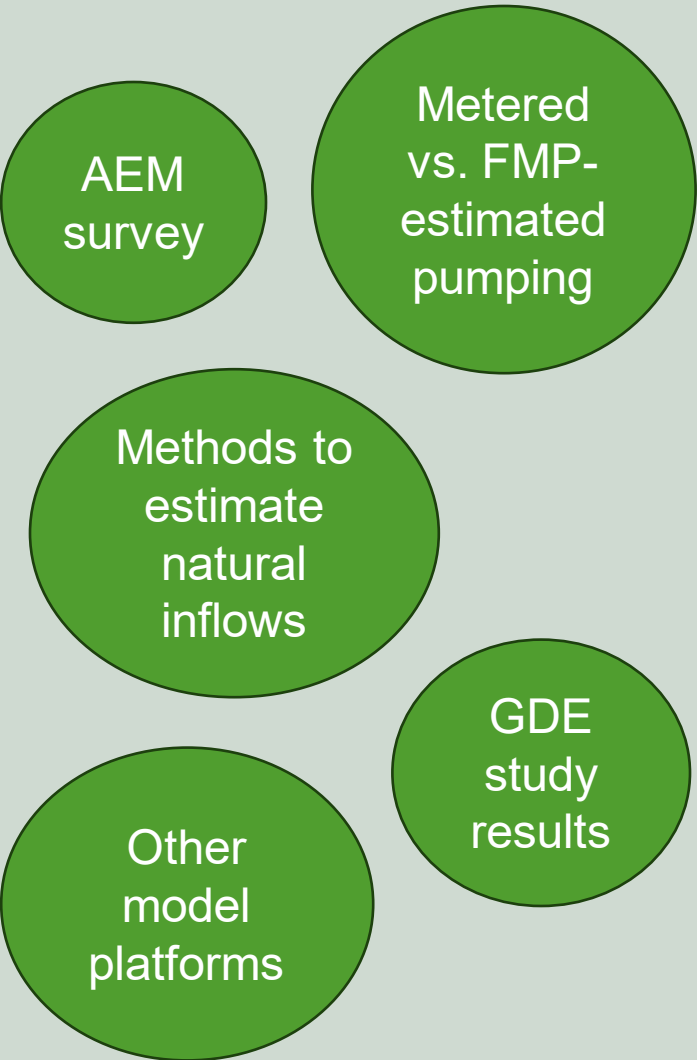 AEM
survey
Metered
vs. FMP-
estimated
pumping
Methods to
estimate
natural
inflows
GDE
study
results
Other
model
platforms